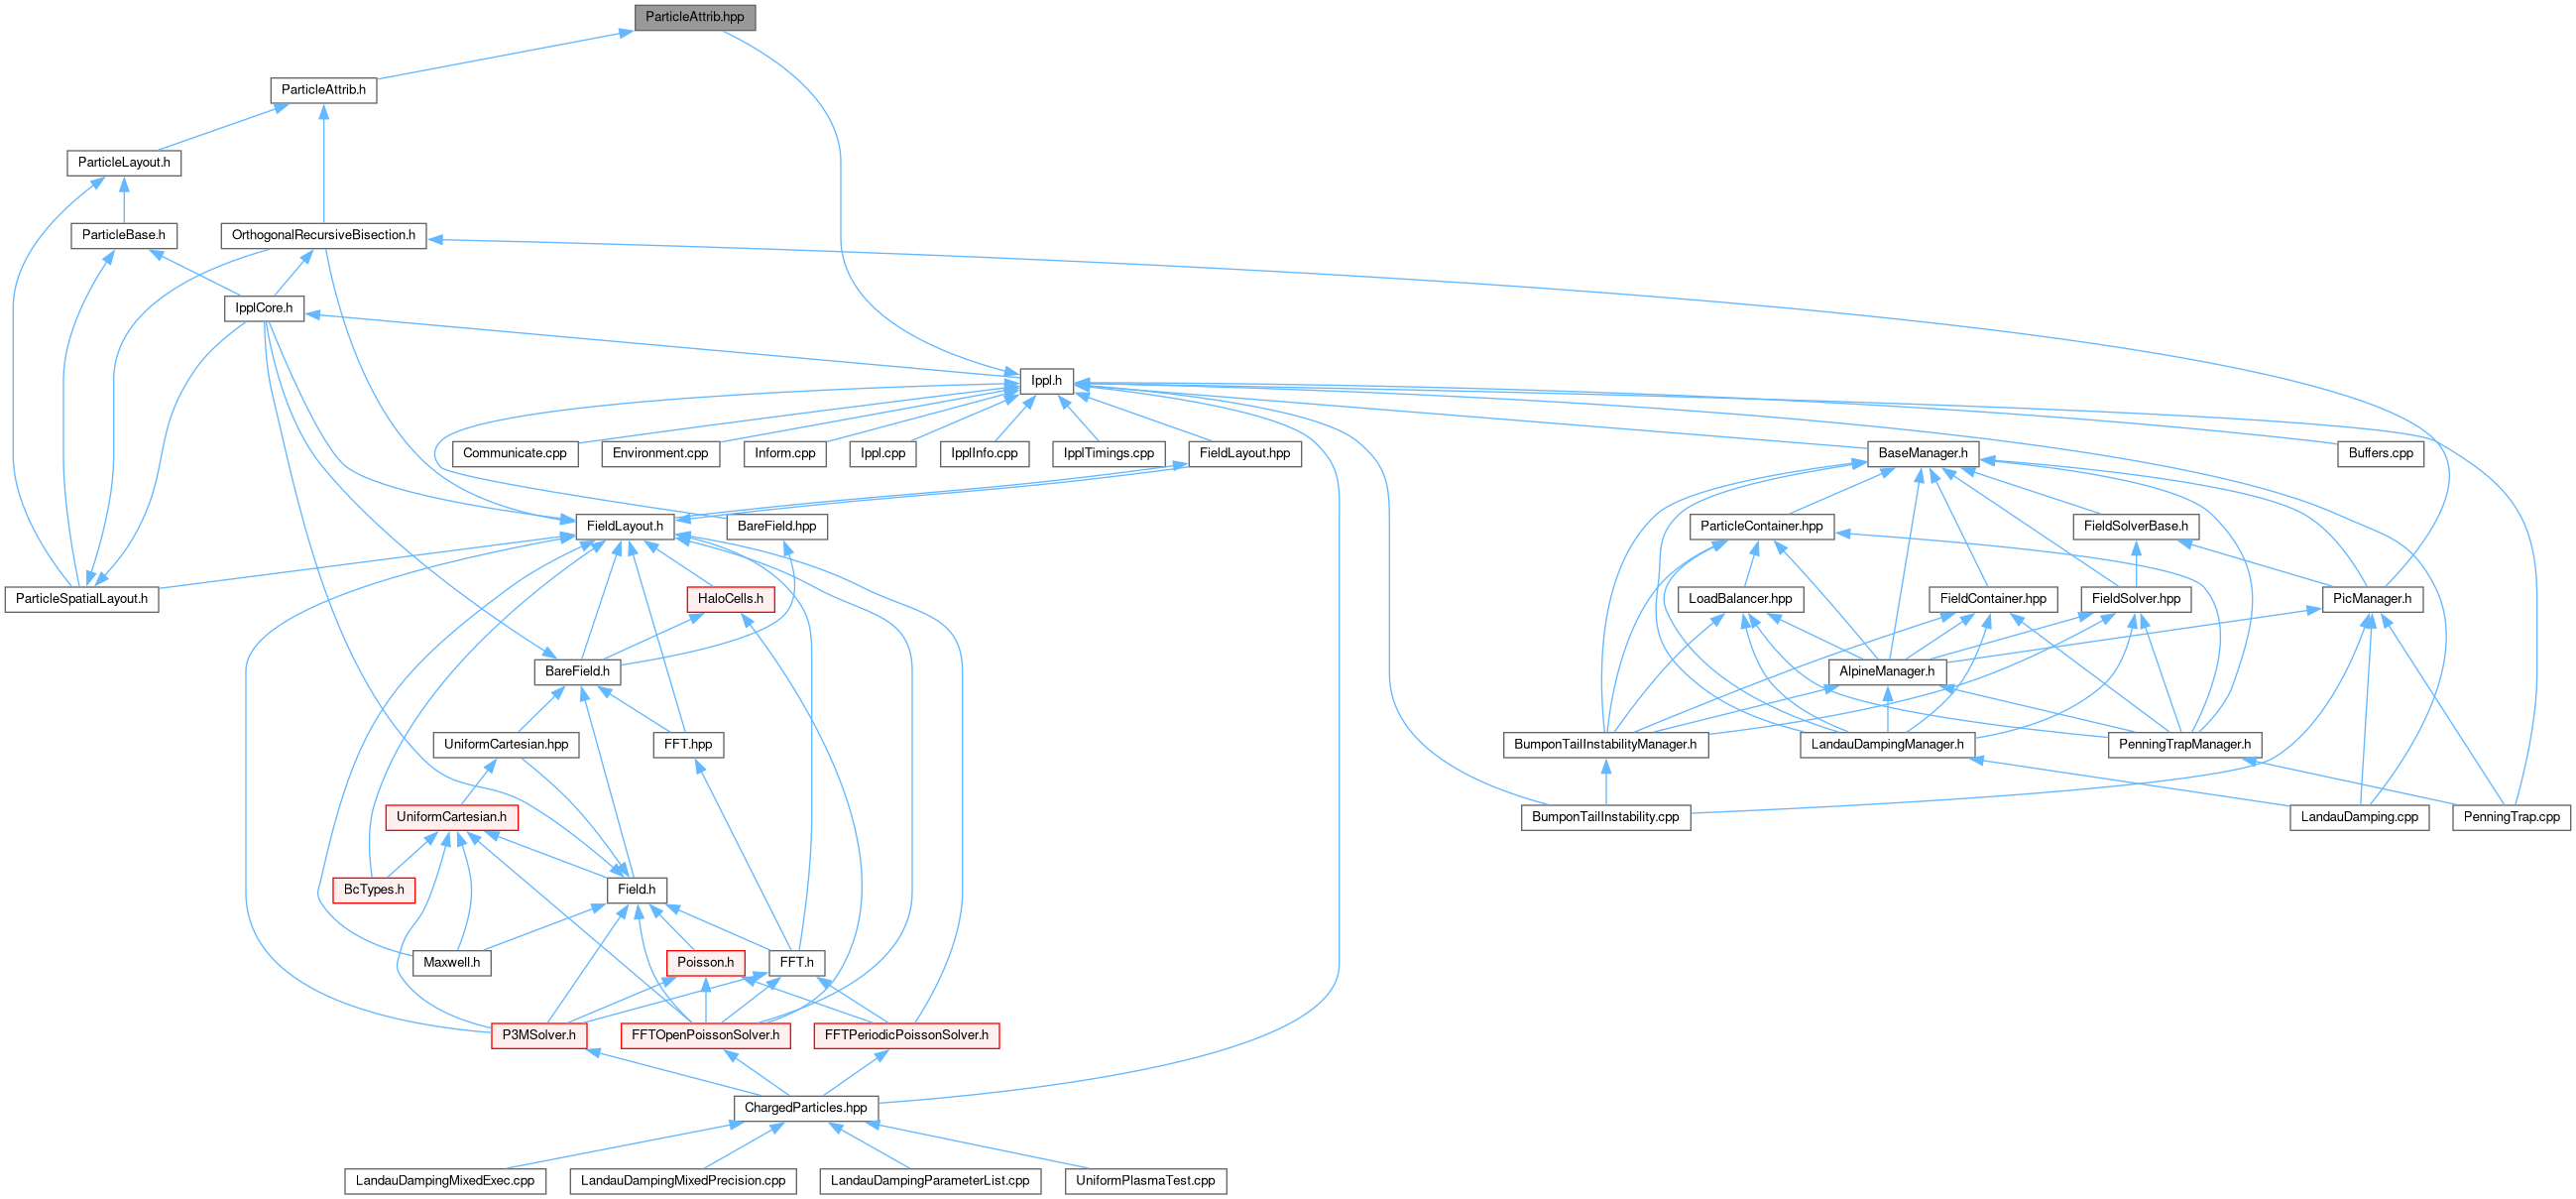 ParticleAttrib.hpp
ParticleAttrib.h
ParticleLayout.h
ParticleBase.h
OrthogonalRecursiveBisection.h
IpplCore.h
Ippl.h
Communicate.cpp
Environment.cpp
Inform.cpp
Ippl.cpp
IpplInfo.cpp
IpplTimings.cpp
FieldLayout.hpp
BaseManager.h
Buffers.cpp
FieldLayout.h
BareField.hpp
ParticleContainer.hpp
FieldSolverBase.h
ParticleSpatialLayout.h
HaloCells.h
LoadBalancer.hpp
FieldContainer.hpp
FieldSolver.hpp
PicManager.h
BareField.h
AlpineManager.h
UniformCartesian.hpp
FFT.hpp
BumponTailInstabilityManager.h
LandauDampingManager.h
PenningTrapManager.h
UniformCartesian.h
BumponTailInstability.cpp
LandauDamping.cpp
PenningTrap.cpp
BcTypes.h
Field.h
Maxwell.h
Poisson.h
FFT.h
P3MSolver.h
FFTOpenPoissonSolver.h
FFTPeriodicPoissonSolver.h
ChargedParticles.hpp
LandauDampingMixedExec.cpp
LandauDampingMixedPrecision.cpp
LandauDampingParameterList.cpp
UniformPlasmaTest.cpp